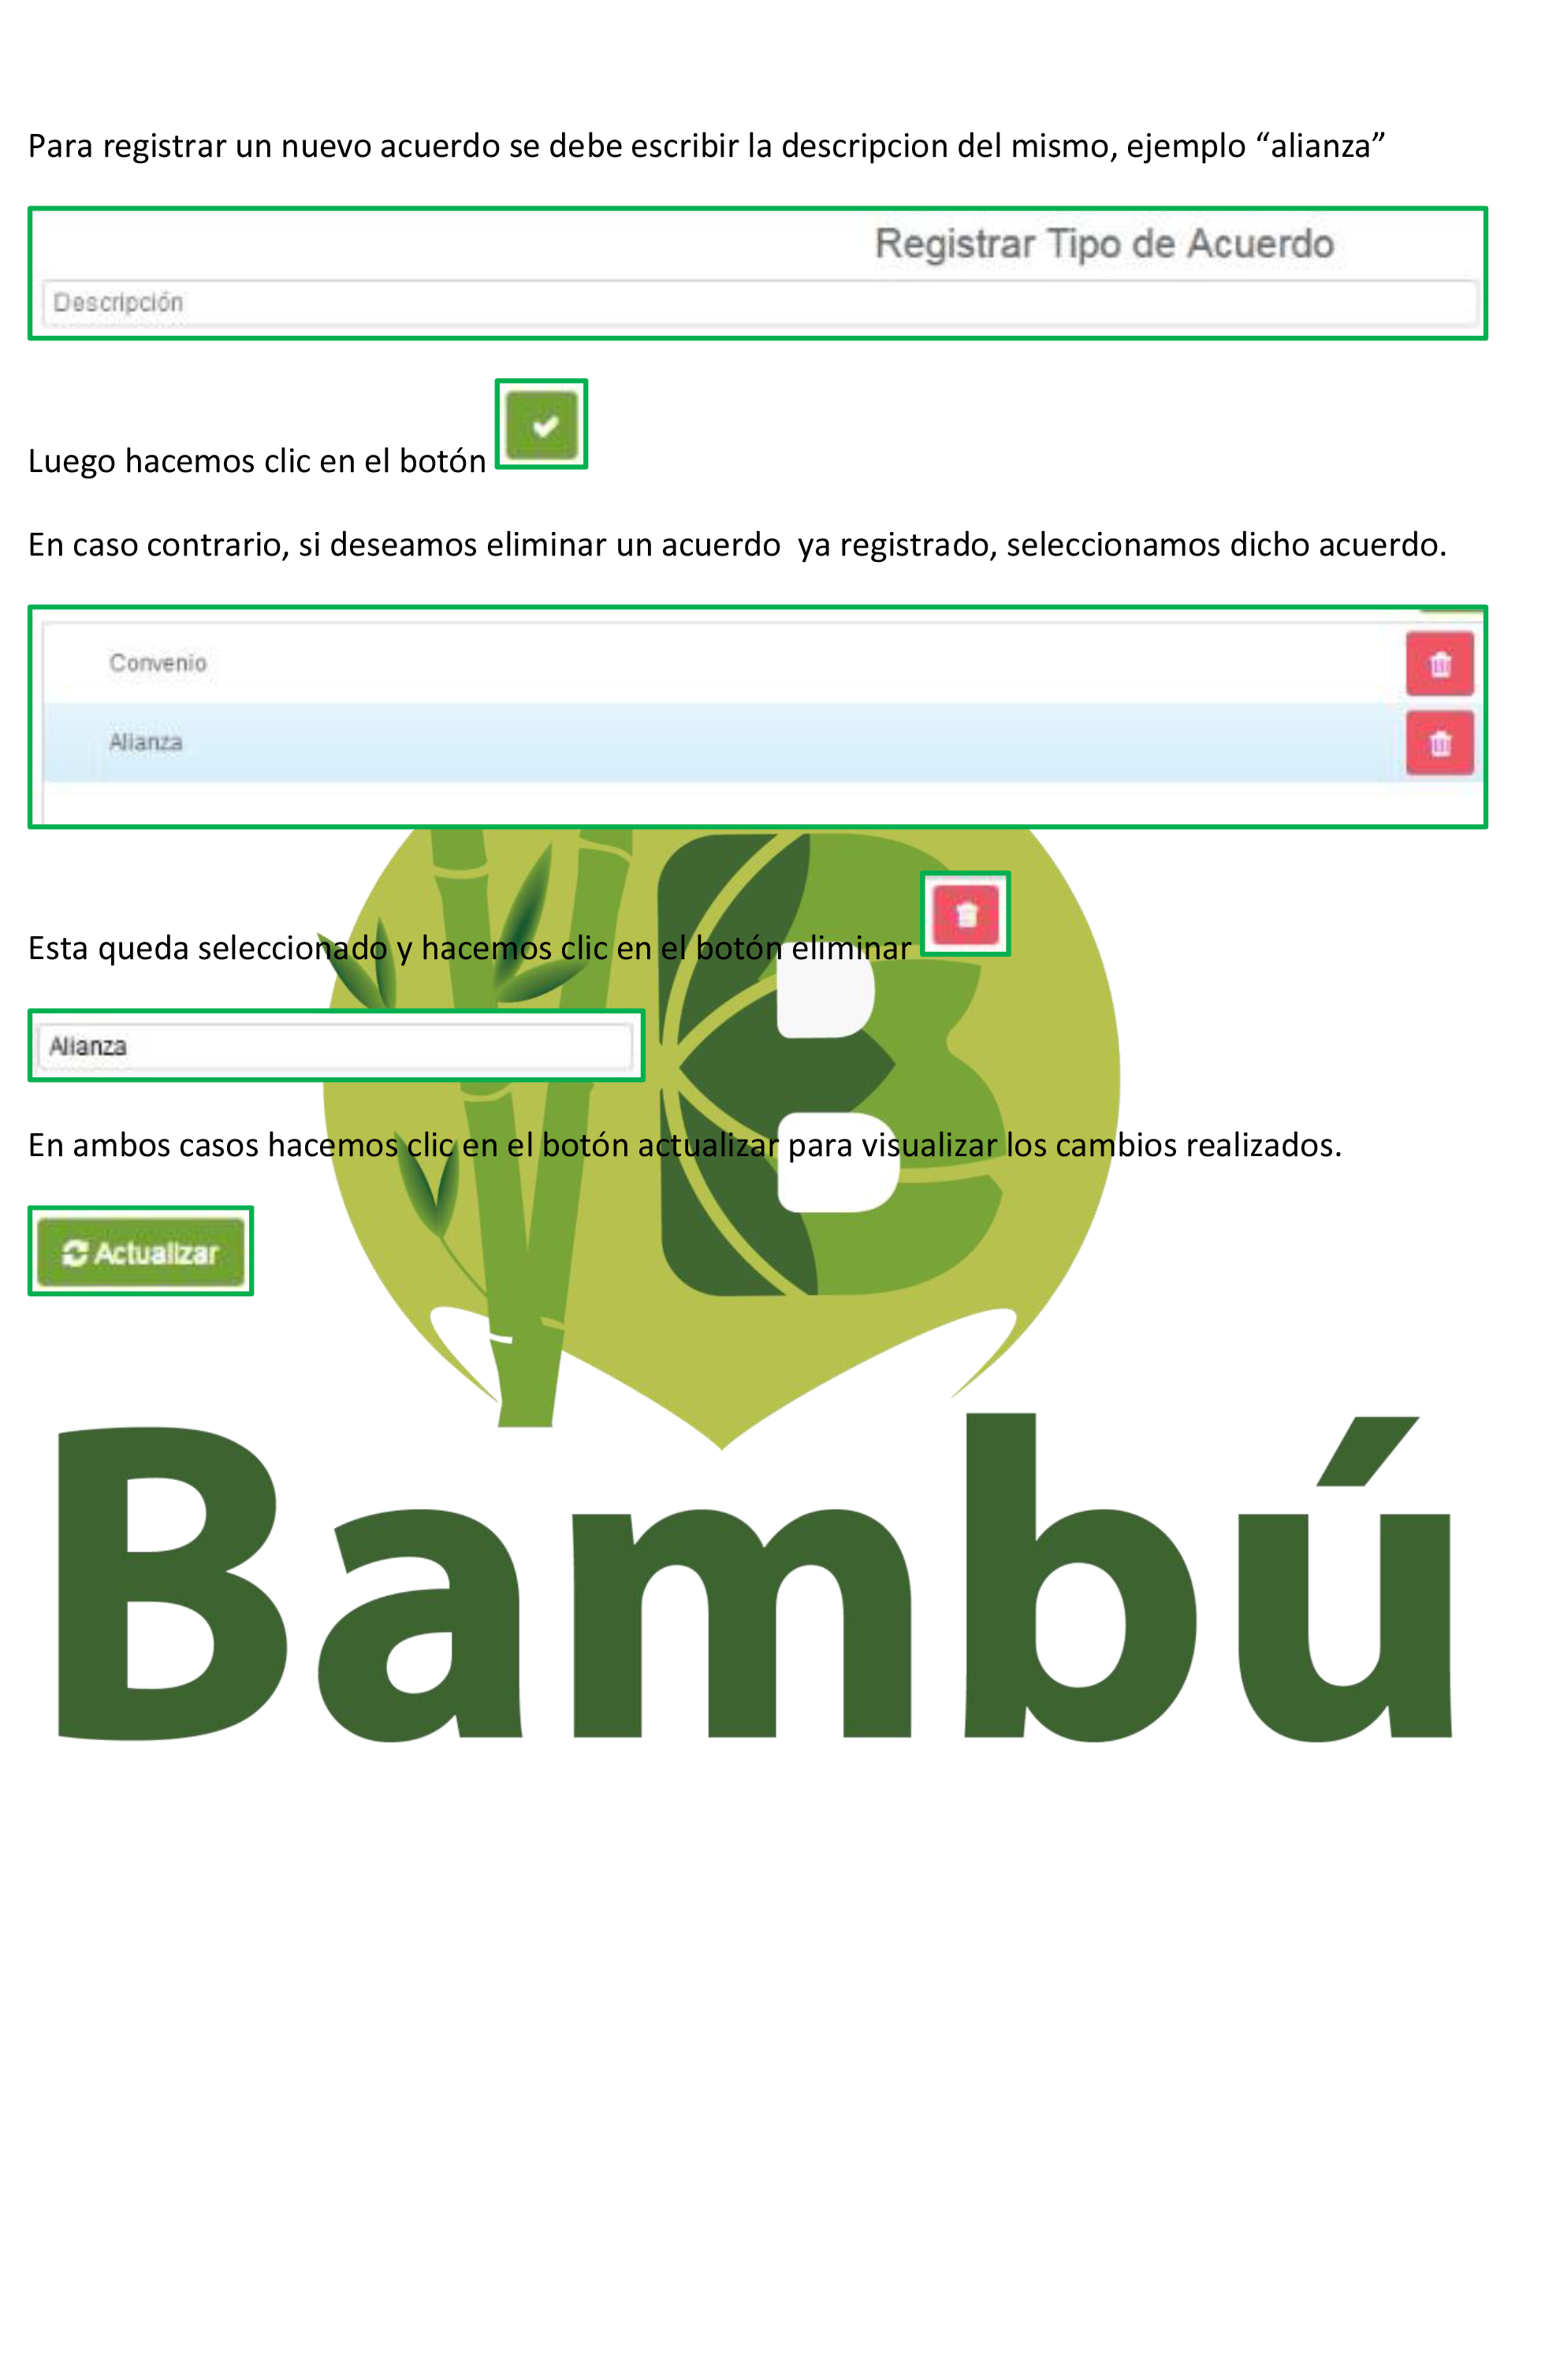 Para registrar un nuevo acuerdo se debe escribir la descripcion del mismo, ejemplo “alianza”
Registrar Tipo de Acuerdo
Descripción
Luego hacemos clic en el botón
En caso contrario, si deseamos eliminar un acuerdo  ya registrado, seleccionamos dicho acuerdo.
Convenio
Alianza
Esta queda seleccionado y hacemos clic en el botón eliminar
Alianza
En ambos casos hacemos clic en el botón actualizar para visualizar los cambios realizados.
Actualizar
B
Bambú